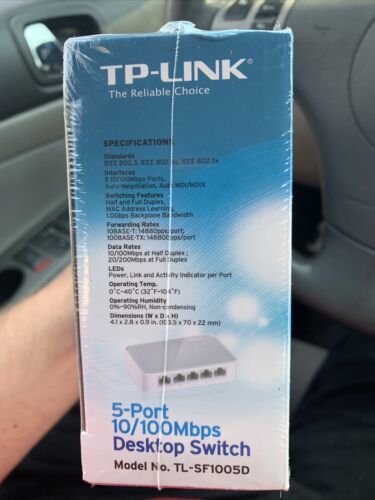 TP-LINK
The Reliable Choice
SPECIFICATIONS
Standards
IEEE 802.3, IEEE 802.3u, IEEE 802.3x
Interfaces
5 10/100Mbps Ports,
Auto-Negotiation, Auto MDI/MDIX
Switching Features
Half and Full Duplex,
MAC Address Learning,
1.0Gbps Backplane Bandwidth
Forwarding Rates
10BASE-T: 14880pps/port;
100BASE-TX: 148800pps/port
Data Rates
10/100Mbps at Half Duplex ;
20/200Mbps at Full Duplex
LEDs
Power, Link and Activity Indicator per Port
Operating Temp.
0°C~40°C (32°F~104°F)
Operating Humidity
0%~90%RH, Non-condensing
Dimensions (W x D x H)
4.1 x 2.8 x 0.9 in. (103.5 x 70 x 22 mm)
5-Port
10/100Mbps
Desktop Switch
Model No. TL-SF1005D